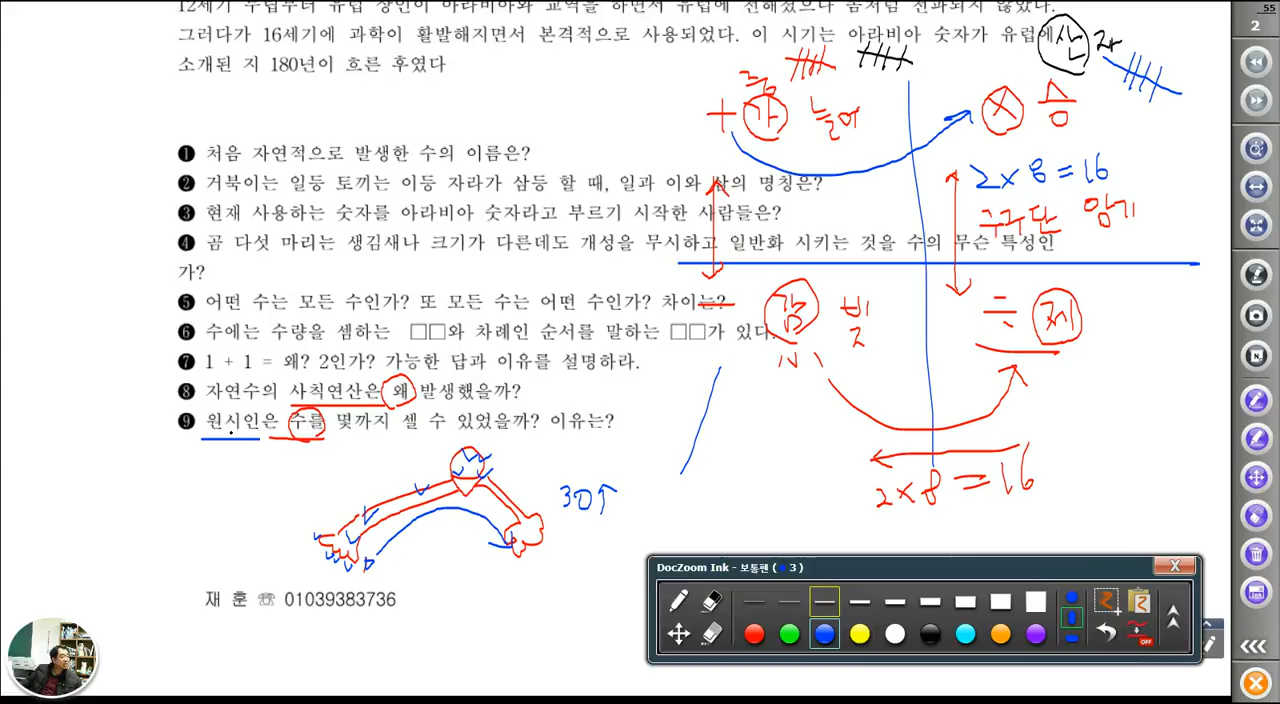 12세기 무렵부터 유럽 상인이 아라비아와 교역을 하면서 유럽에 전해졌으나 곰처럼 전파되지 않았다.
그러다가 16세기에 과학이 활발해지면서 본격적으로 사용되었다. 이 시기는 아라비아 숫자가 유럽에
소개된 지 180년이 흐른 후였다
산
+ 가 늘어
× 승
❶ 처음 자연적으로 발생한 수의 이름은?
❷ 거북이는 일등 토끼는 이등 자라가 삼등 할 때, 일과 이와 삼의 명칭은?
2 × 8 = 16
❸ 현재 사용하는 숫자를 아라비아 숫자라고 부르기 시작한 사람들은?
구구단 암기
❹ 곰 다섯 마리는 생김새나 크기가 다른데도 개성을 무시하고 일반화 시키는 것을 수의 무슨 특성인
가?
❺ 어떤 수는 모든 수인가? 또 모든 수는 어떤 수인가? 차이는?
감
÷ 제
❻ 수에는 수량을 셈하는 □□와 차례인 순서를 말하는 □□가 있다.
❼ 1 + 1 = 왜? 2인가? 가능한 답과 이유를 설명하라.
❽ 자연수의 사칙연산은 왜 발생했을까?
❾ 원시인은 수를 몇까지 셀 수 있었을까? 이유는?
2 × 8 = 16
30↑
재 훈 ☏ 01039383736
DocZoom Ink - 보통펜 ( 3 )
X
OFF
55
2
N
Ink